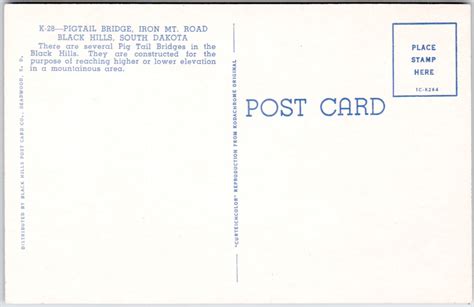 K-28—PIGTAIL BRIDGE, IRON MT. ROAD
BLACK HILLS, SOUTH DAKOTA
There are several Pig Tail Bridges in the
Black Hills. They are constructed for the
purpose of reaching higher or lower elevation
in a mountainous area.
DISTRIBUTED BY BLACK HILLS POST CARD CO., DEADWOOD, S. D.
"CURTEICHCOLOR" REPRODUCTION FROM KODACHROME ORIGINAL
POST CARD
PLACE
STAMP
HERE
1C-K244